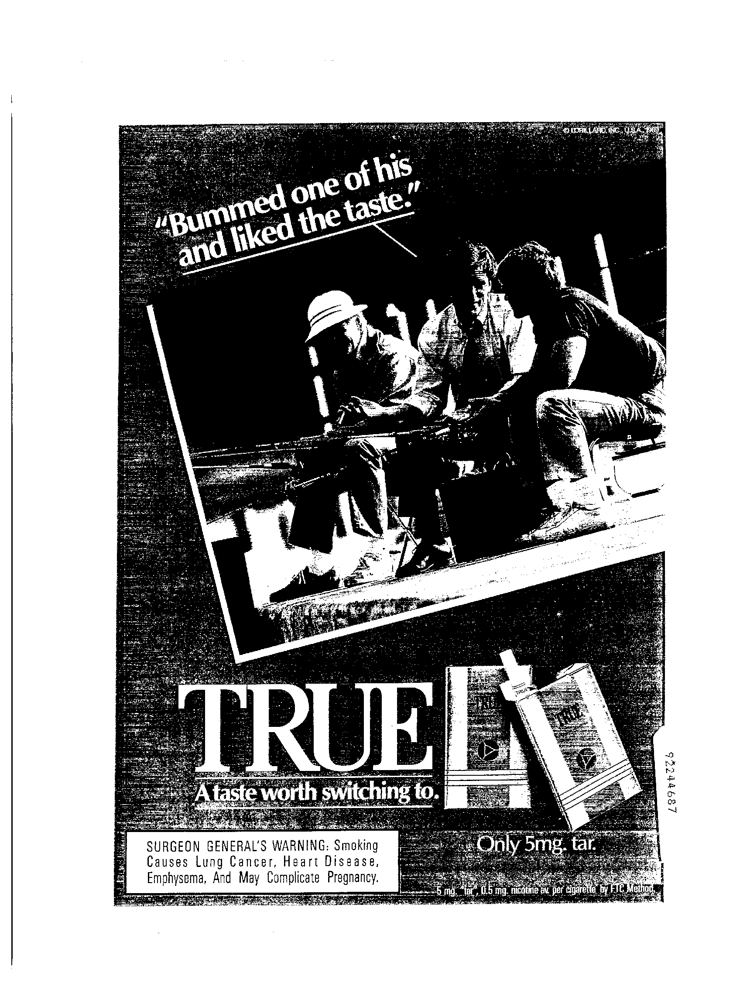 © LORILLARD, INC., U.S.A., 1987
"Bummed one of his
and liked the taste."
TRUE
TRUE
TRUE
A taste worth switching to.
92244687
SURGEON GENERAL'S WARNING: Smoking
Causes Lung Cancer, Heart Disease,
Emphysema, And May Complicate Pregnancy.
Only 5mg. tar.
5 mg. "tar", 0.5 mg. nicotine av. per cigarette by FTC Method.